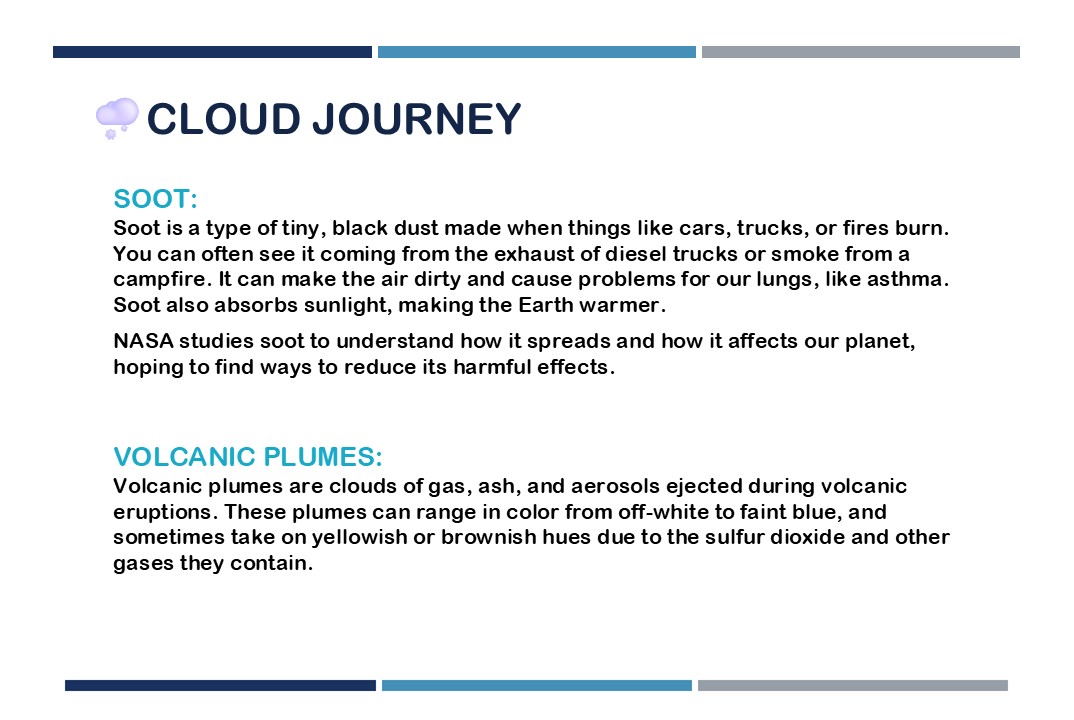 CLOUD JOURNEY
SOOT:
Soot is a type of tiny, black dust made when things like cars, trucks, or fires burn.
You can often see it coming from the exhaust of diesel trucks or smoke from a
campfire. It can make the air dirty and cause problems for our lungs, like asthma.
Soot also absorbs sunlight, making the Earth warmer.
NASA studies soot to understand how it spreads and how it affects our planet,
hoping to find ways to reduce its harmful effects.
VOLCANIC PLUMES:
Volcanic plumes are clouds of gas, ash, and aerosols ejected during volcanic
eruptions. These plumes can range in color from off-white to faint blue, and
sometimes take on yellowish or brownish hues due to the sulfur dioxide and other
gases they contain.